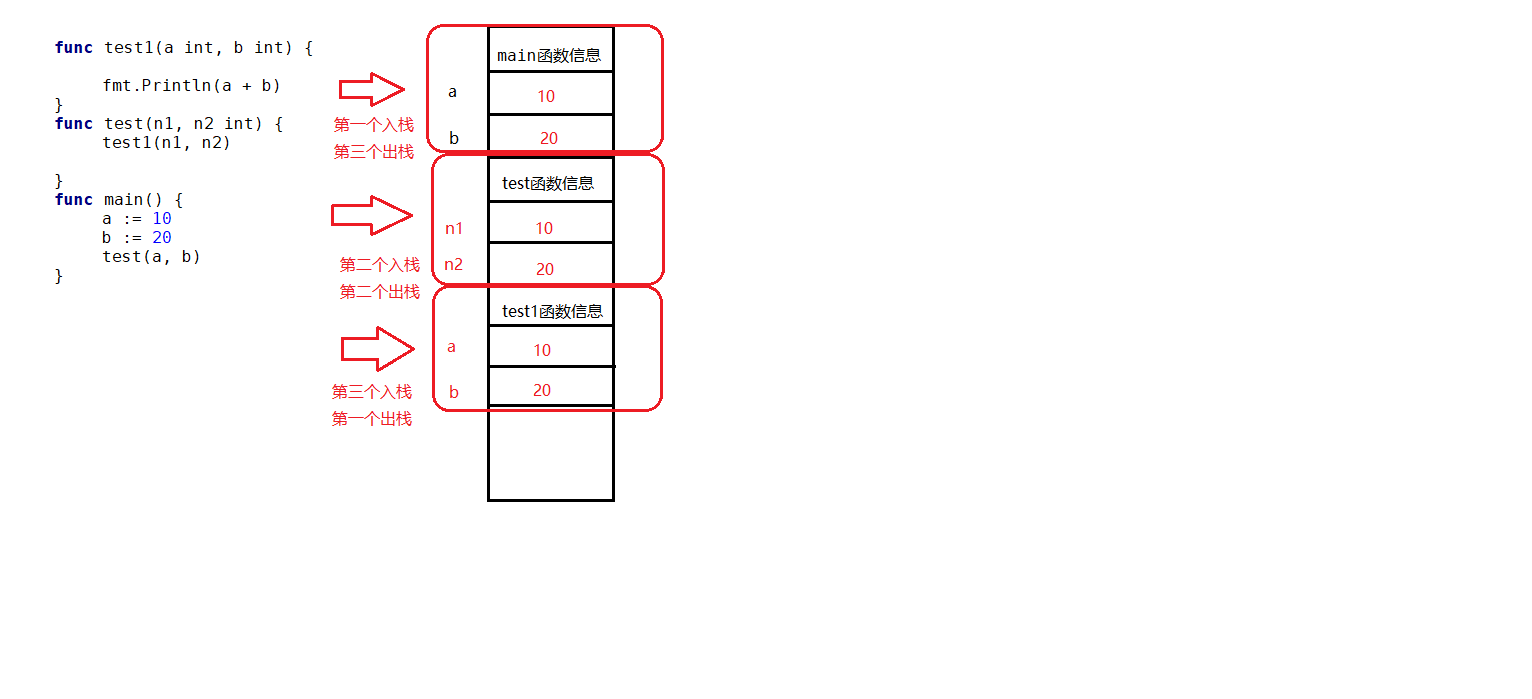 func test1(a int, b int) {
fmt.Println(a + b)
}
func test(n1, n2 int) {
test1(n1, n2)
}
func main() {
a := 10
b := 20
test(a, b)
}
第一个入栈
第三个出栈
第二个入栈
第二个出栈
第三个入栈
第一个出栈
main函数信息
a 10
b 20
test函数信息
n1 10
n2 20
test1函数信息
a 10
b 20